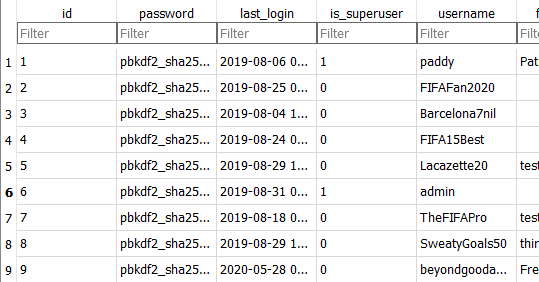 id password last_login is_superuser username f
Filter Filter Filter Filter Filter Fi
1 1 pbkdf2_sha25... 2019-08-06 0... 1 paddy Pat
2 2 pbkdf2_sha25... 2019-08-25 0... 0 FIFAFan2020
3 3 pbkdf2_sha25... 2019-08-04 1... 0 Barcelona7nil
4 4 pbkdf2_sha25... 2019-08-24 0... 0 FIFA15Best
5 5 pbkdf2_sha25... 2019-08-29 1... 0 Lacazette20 test
6 6 pbkdf2_sha25... 2019-08-31 0... 1 admin
7 7 pbkdf2_sha25... 2019-08-18 0... 0 TheFIFAPro test
8 8 pbkdf2_sha25... 2019-08-29 1... 0 SweatyGoals50 thir
9 9 pbkdf2_sha25... 2020-05-28 0... 0 beyondgooda... Fre